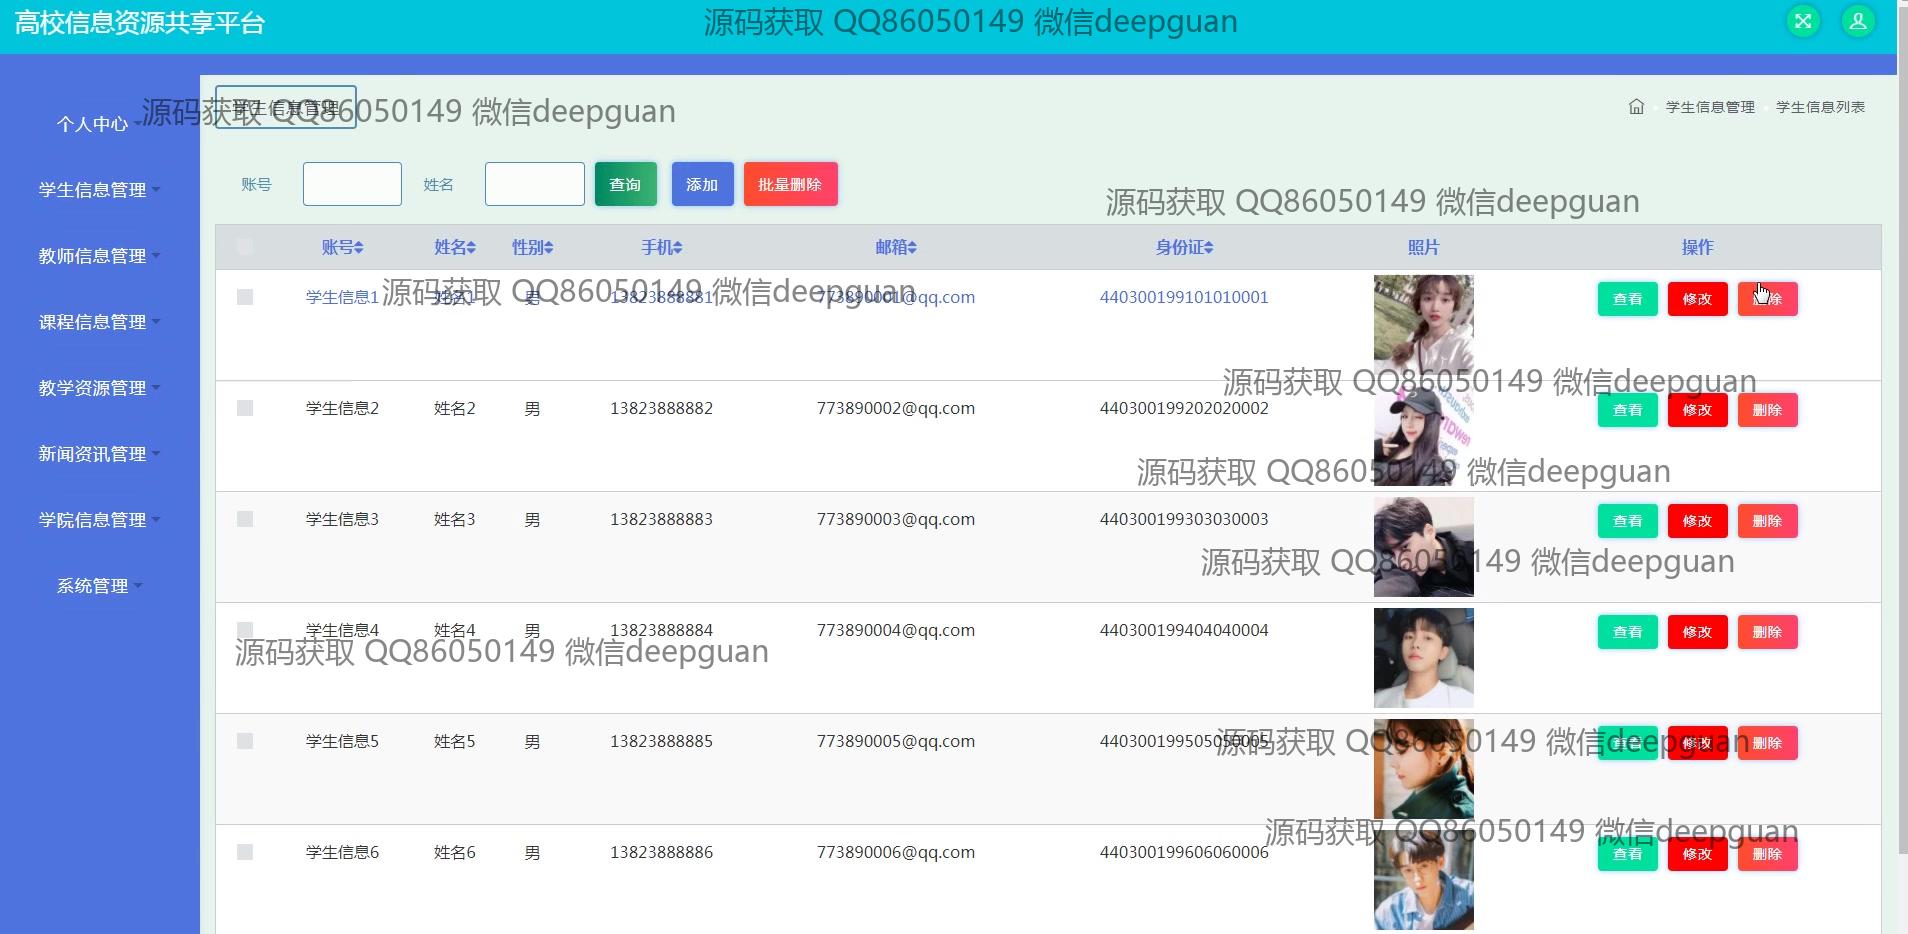 高校信息资源共享平台
源码获取 QQ86050149 微信deepguan
个人中心
学生信息管理
教师信息管理
课程信息管理
教学资源管理
新闻资讯管理
学院信息管理
系统管理
学生信息管理
源码获取 QQ86050149 微信deepguan
学生信息管理 学生信息列表
账号 姓名 查询 添加 批量删除
源码获取 QQ86050149 微信deepguan
账号 姓名 性别 手机 邮箱 身份证 照片 操作
学生信息1 姓名1 男 13823888881 773890001@qq.com 440300199101010001 查看 修改 删除
源码获取 QQ86050149 微信deepguan
源码获取 QQ86050149 微信deepguan
学生信息2 姓名2 男 13823888882 773890002@qq.com 440300199202020002 查看 修改 删除
源码获取 QQ86050149 微信deepguan
学生信息3 姓名3 男 13823888883 773890003@qq.com 440300199303030003 查看 修改 删除
源码获取 QQ86050149 微信deepguan
学生信息4 姓名4 男 13823888884 773890004@qq.com 440300199404040004 查看 修改 删除
源码获取 QQ86050149 微信deepguan
学生信息5 姓名5 男 13823888885 773890005@qq.com 440300199505050005 查看 修改 删除
源码获取 QQ86050149 微信deepguan
源码获取 QQ86050149 微信deepguan
学生信息6 姓名6 男 13823888886 773890006@qq.com 440300199606060006 查看 修改 删除